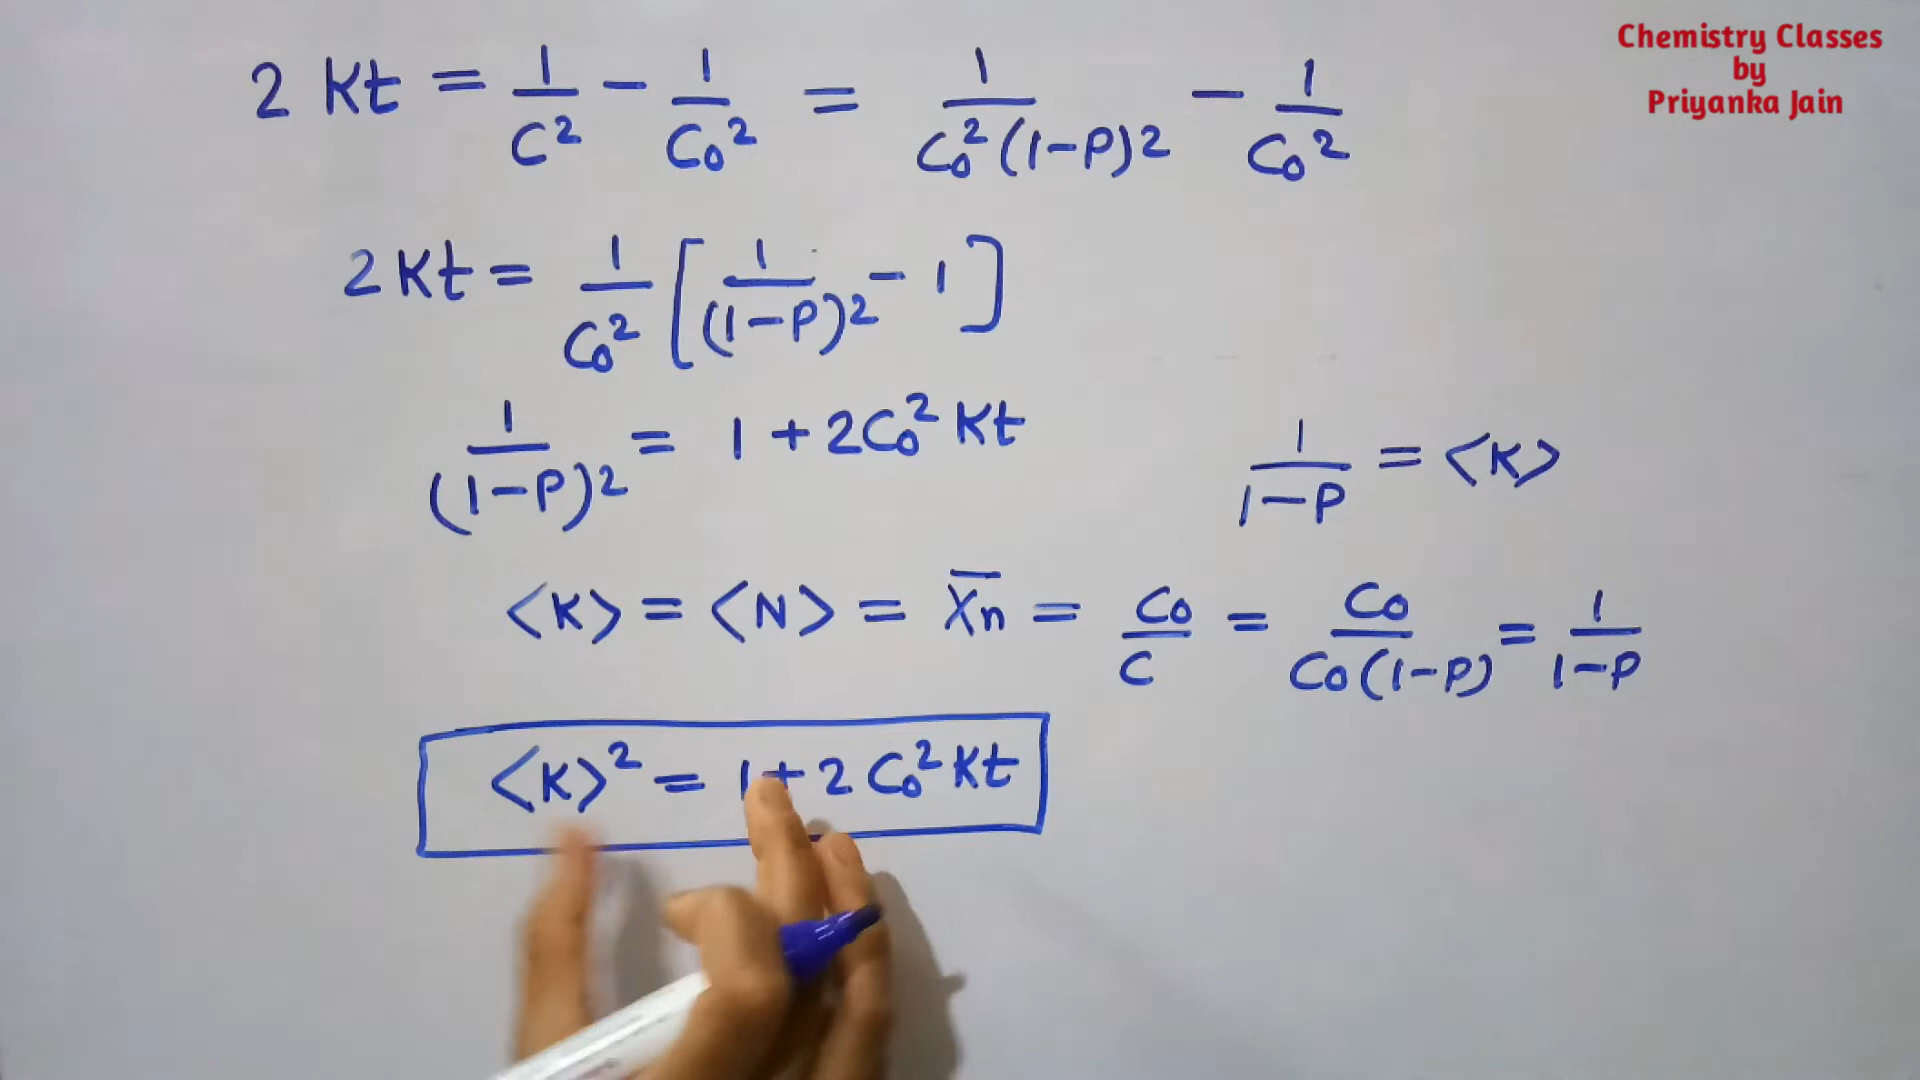 Chemistry Classes
by
Priyanka Jain
2 Kt = 1/C² - 1/C₀² = 1/C₀²(1-P)² - 1/C₀²
2Kt = 1/C₀² [1/(1-P)² - 1]
1/(1-P)² = 1 + 2C₀²Kt
1/1-P = <K>
<K> = <N> = X̅n = C₀/C = C₀/C₀(1-P) = 1/1-P
<K>² = 1 + 2C₀²Kt